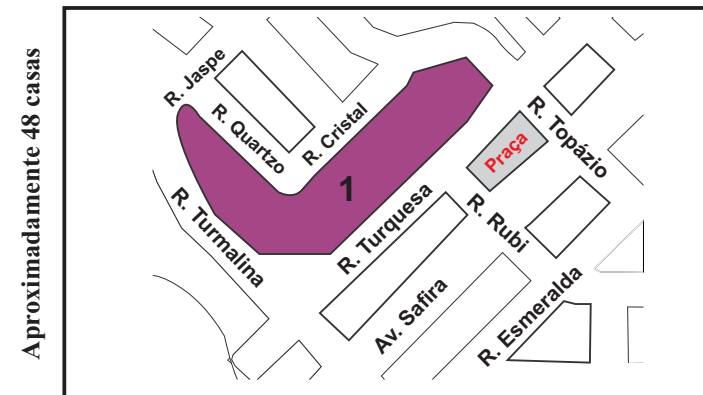 Aproximadamente 48 casas
R. Jaspe
R. Quartzo
R. Cristal
R. Topázio
Praça
1
R. Turquesa
R. Rubi
R. Turmalina
Av. Safira
R. Esmeralda